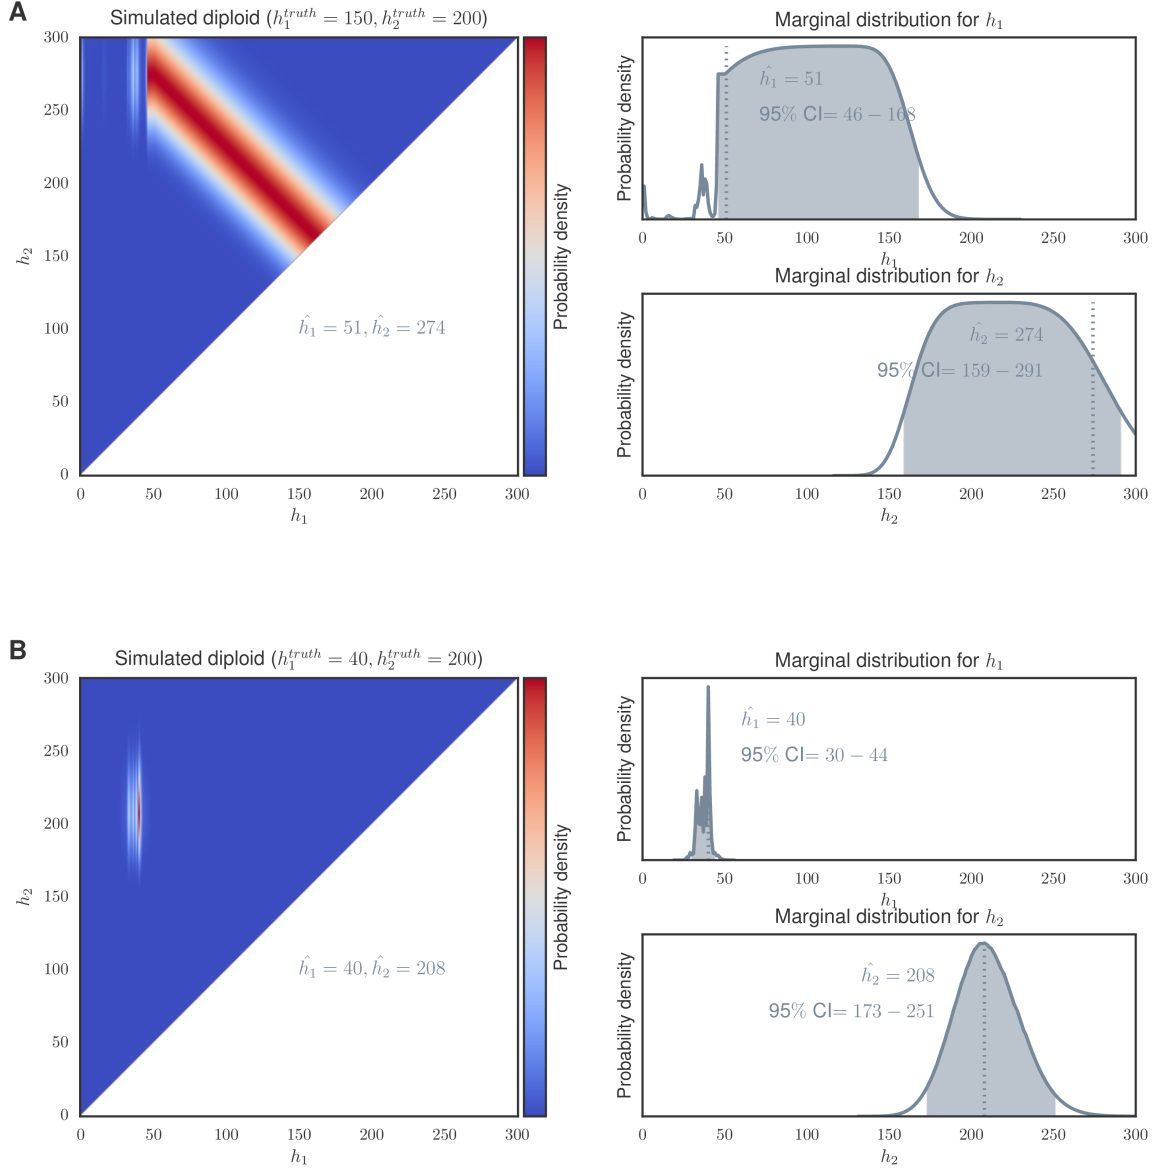 A
Simulated diploid (h₁ᵗʳᵘᵗʰ = 150, h₂ᵗʳᵘᵗʰ = 200)
300
250
200
150
100
50
0
h₂
0 50 100 150 200 250 300
h₁
ĥ₁ = 51, ĥ₂ = 274
Probability density
Marginal distribution for h₁
Probability density
ĥ₁ = 51
95% CI= 46 − 168
0 50 100 150 200 250 300
h₁
Marginal distribution for h₂
Probability density
ĥ₂ = 274
95% CI= 159 − 291
0 50 100 150 200 250 300
h₂
B
Simulated diploid (h₁ᵗʳᵘᵗʰ = 40, h₂ᵗʳᵘᵗʰ = 200)
300
250
200
150
100
50
0
h₂
0 50 100 150 200 250 300
h₁
ĥ₁ = 40, ĥ₂ = 208
Probability density
Marginal distribution for h₁
Probability density
ĥ₁ = 40
95% CI= 30 − 44
0 50 100 150 200 250 300
h₁
Marginal distribution for h₂
Probability density
ĥ₂ = 208
95% CI= 173 − 251
0 50 100 150 200 250 300
h₂